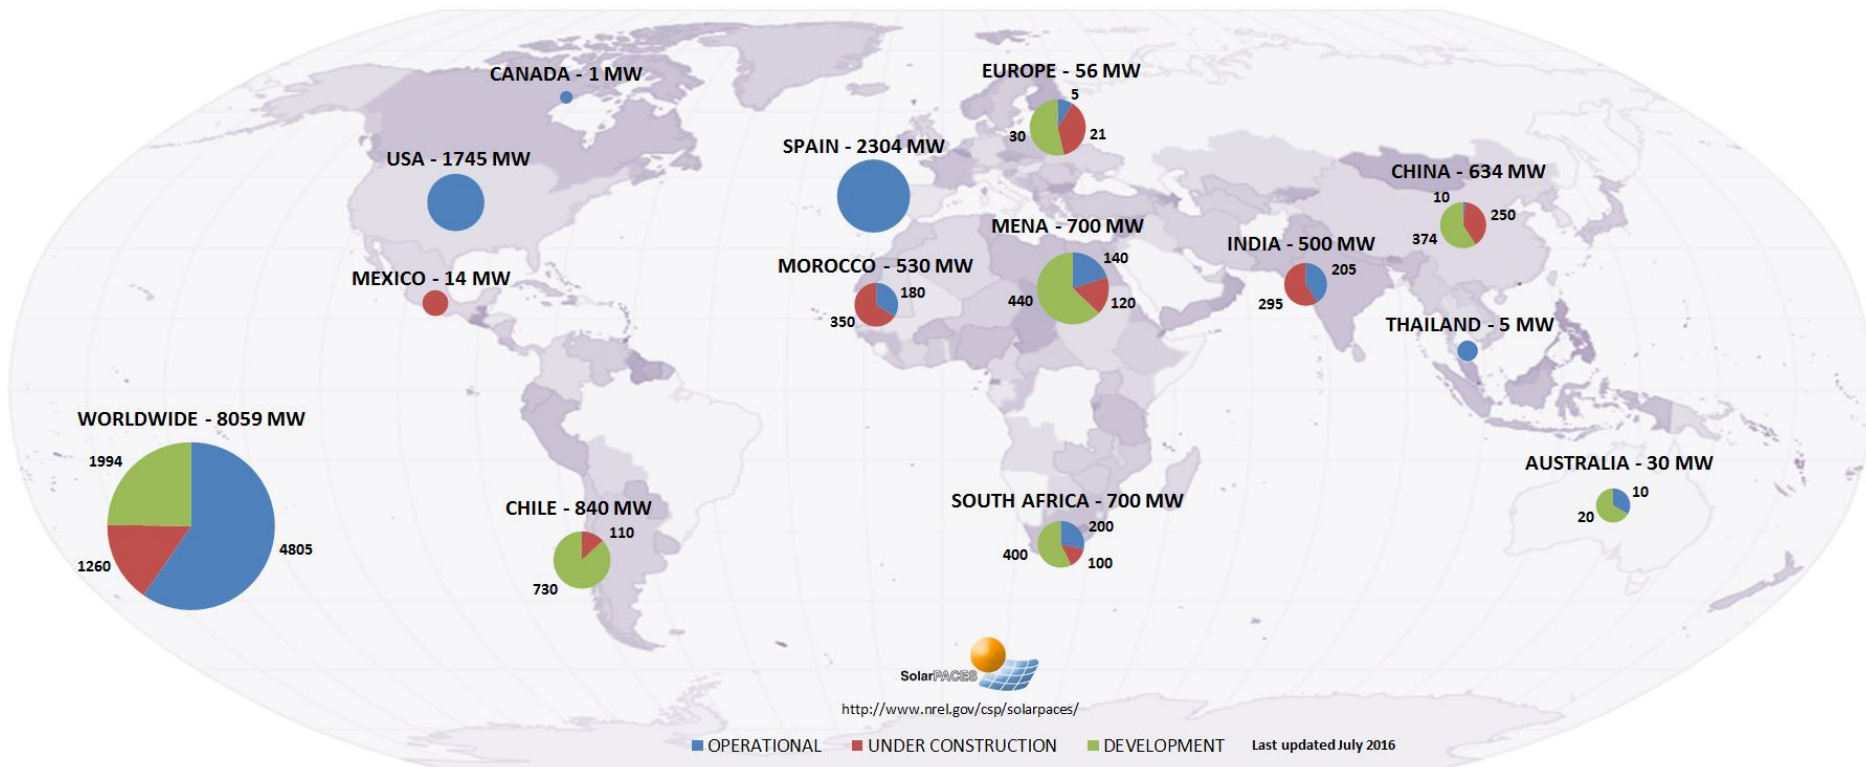 CANADA - 1 MW
EUROPE - 56 MW
5
30
21
SPAIN - 2304 MW
USA - 1745 MW
CHINA - 634 MW
10
250
374
MENA - 700 MW
140
440
120
INDIA - 500 MW
205
295
MOROCCO - 530 MW
180
350
MEXICO - 14 MW
THAILAND - 5 MW
WORLDWIDE - 8059 MW
1994
4805
1260
AUSTRALIA - 30 MW
10
20
SOUTH AFRICA - 700 MW
200
400
100
CHILE - 840 MW
110
730
SolarPACES
http://www.nrel.gov/csp/solarpaces/
OPERATIONAL UNDER CONSTRUCTION DEVELOPMENT Last updated July 2016